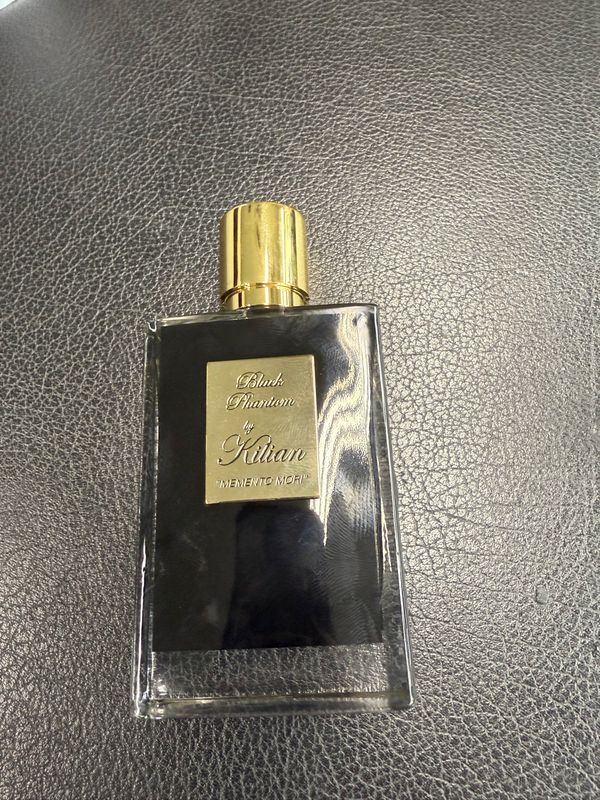 Black
Phantom
by
Kilian
"MEMENTO MORI"